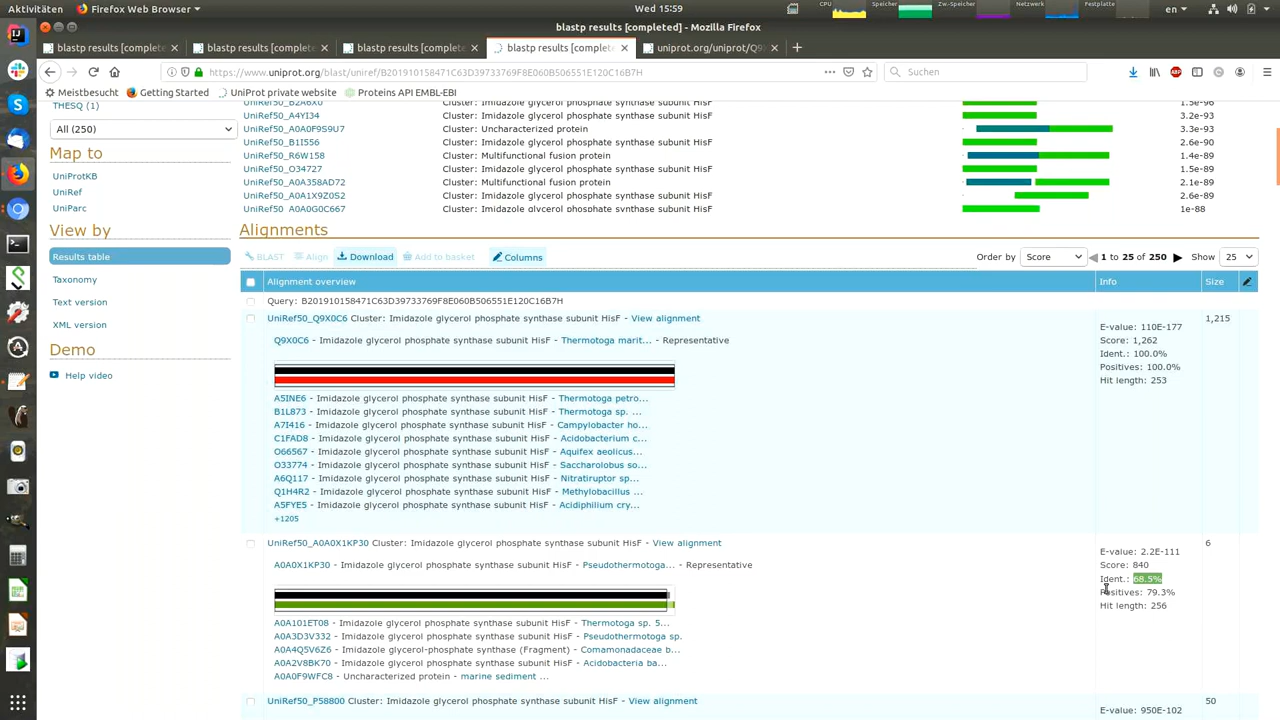 Aktivitäten Firefox Web Browser Wed 15:59 CPU Speicher Zw.-Speicher Netzwerk Festplatte en
blastp results [completed] - Mozilla Firefox
blastp results [complete blastp results [complete blastp results [complete blastp results [complete uniprot.org/uniprot/Q9
https://www.uniprot.org/blast/uniref/B201910158471C63D39733769F8E060B506551E120C16B7H Suchen
Meistbesucht Getting Started UniProt private website Proteins API EMBL-EBI
THESQ (1)
All (250)
Map to
UniProtKB
UniRef
UniParc
View by
Results table
Taxonomy
Text version
XML version
Demo
Help video
UniRef50_B2A6X0 Cluster: Imidazole glycerol phosphate synthase subunit HisF 1.5e-96
UniRef50_A4YI34 Cluster: Imidazole glycerol phosphate synthase subunit HisF 3.2e-93
UniRef50_A0A0F9S9U7 Cluster: Uncharacterized protein 3.3e-93
UniRef50_B1I556 Cluster: Imidazole glycerol phosphate synthase subunit HisF 2.6e-90
UniRef50_R6W158 Cluster: Multifunctional fusion protein 1.4e-89
UniRef50_O34727 Cluster: Imidazole glycerol phosphate synthase subunit HisF 1.5e-89
UniRef50_A0A358AD72 Cluster: Multifunctional fusion protein 2.1e-89
UniRef50_A0A1X9Z0S2 Cluster: Imidazole glycerol phosphate synthase subunit HisF 2.6e-89
UniRef50_A0A0G0C667 Cluster: Imidazole glycerol phosphate synthase subunit HisF 1e-88
Alignments
BLAST Align Download Add to basket Columns Order by Score 1 to 25 of 250 Show 25
Alignment overview Info Size
Query: B201910158471C63D39733769F8E060B506551E120C16B7H
UniRef50_Q9X0C6 Cluster: Imidazole glycerol phosphate synthase subunit HisF - View alignment 1,215
E-value: 110E-177
Q9X0C6 - Imidazole glycerol phosphate synthase subunit HisF - Thermotoga marit... - Representative Score: 1,262
Ident.: 100.0%
Positives: 100.0%
Hit length: 253
A5INE6 - Imidazole glycerol phosphate synthase subunit HisF - Thermotoga petro...
B1L873 - Imidazole glycerol phosphate synthase subunit HisF - Thermotoga sp. ...
A7I416 - Imidazole glycerol phosphate synthase subunit HisF - Campylobacter ho...
C1FAD8 - Imidazole glycerol phosphate synthase subunit HisF - Acidobacterium c...
O66567 - Imidazole glycerol phosphate synthase subunit HisF - Aquifex aeolicus...
O33774 - Imidazole glycerol phosphate synthase subunit HisF - Saccharolobus so...
A6Q117 - Imidazole glycerol phosphate synthase subunit HisF - Nitratiruptor sp...
Q1H4R2 - Imidazole glycerol phosphate synthase subunit HisF - Methylobacillus ...
A5FYE5 - Imidazole glycerol phosphate synthase subunit HisF - Acidiphilium cry...
+1205
UniRef50_A0A0X1KP30 Cluster: Imidazole glycerol phosphate synthase subunit HisF - View alignment 6
E-value: 2.2E-111
A0A0X1KP30 - Imidazole glycerol phosphate synthase subunit HisF - Pseudothermotoga... - Representative Score: 840
Ident.: 68.5%
Positives: 79.3%
Hit length: 256
A0A101ET08 - Imidazole glycerol phosphate synthase subunit HisF - Thermotoga sp. 5...
A0A3D3V332 - Imidazole glycerol phosphate synthase subunit HisF - Pseudothermotoga sp.
A0A4Q5V6Z6 - Imidazole glycerol-phosphate synthase (Fragment) - Comamonadaceae b...
A0A2V8BK70 - Imidazole glycerol phosphate synthase subunit HisF - Acidobacteria ba...
A0A0F9WFC8 - Uncharacterized protein - marine sediment ...
UniRef50_P58800 Cluster: Imidazole glycerol phosphate synthase subunit HisF - View alignment 50
E-value: 950E-102